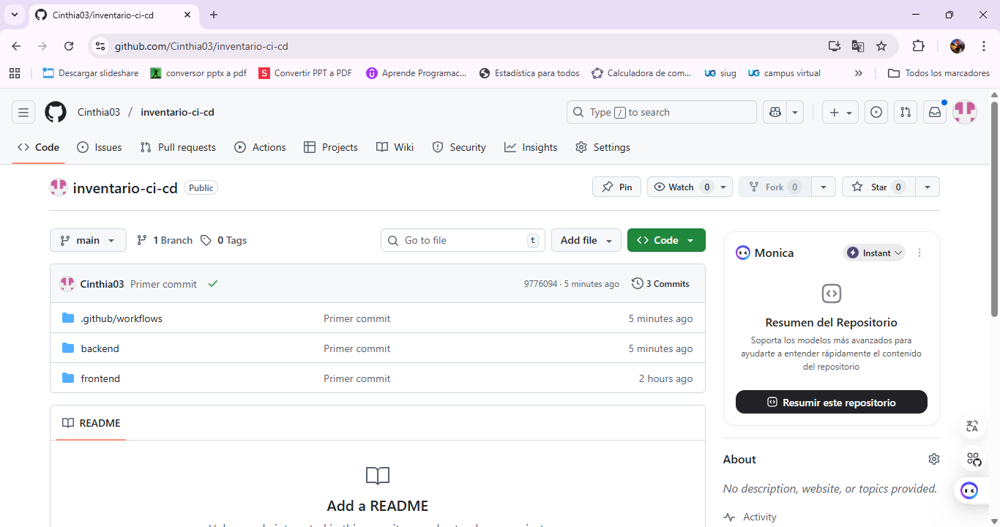 Cinthia03/inventario-ci-cd
github.com/Cinthia03/inventario-ci-cd
Descargar slideshare
conversor pptx a pdf
S Convertir PPT a PDF
Aprende Programac...
Estadística para todos
Calculadora de com...
UG siug
UG campus virtual
Todos los marcadores
Cinthia03 / inventario-ci-cd
Type / to search
Code
Issues
Pull requests
Actions
Projects
Wiki
Security
Insights
Settings
inventario-ci-cd Public
Pin
Watch 0
Fork 0
Star 0
main
1 Branch
0 Tags
Go to file t
Add file
Code
Cinthia03 Primer commit 9776094 · 5 minutes ago 3 Commits
.github/workflows Primer commit 5 minutes ago
backend Primer commit 5 minutes ago
frontend Primer commit 2 hours ago
README
Add a README
Monica
Instant
Resumen del Repositorio
Soporta los modelos más avanzados para
ayudarte a entender rápidamente el contenido
del repositorio
Resumir este repositorio
About
No description, website, or topics provided.
Activity